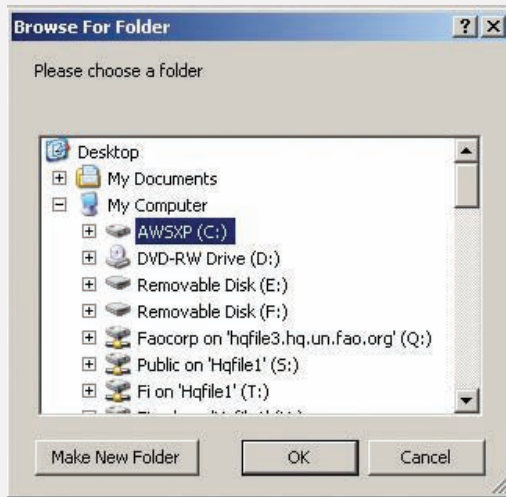 Browse For Folder
Please choose a folder
Desktop
My Documents
My Computer
AWSXP (C:)
DVD-RW Drive (D:)
Removable Disk (E:)
Removable Disk (F:)
Faocorp on 'hqfile3.hq.un.fao.org' (Q:)
Public on 'Hqfile1' (S:)
Fi on 'Hqfile1' (T:)
Make New Folder
OK
Cancel